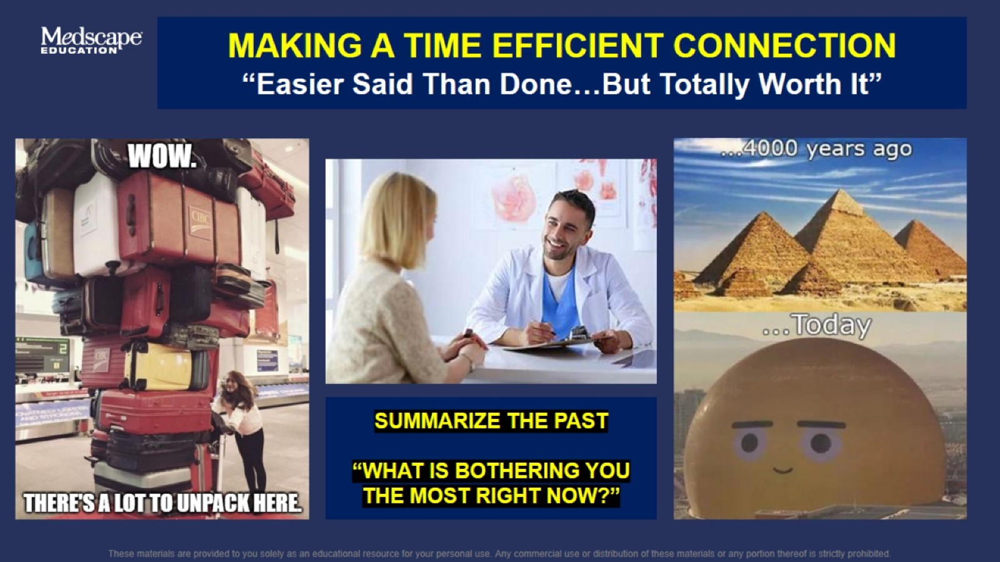 Medscape
EDUCATION
MAKING A TIME EFFICIENT CONNECTION
“Easier Said Than Done...But Totally Worth It”
WOW.
CIBC
CIBC
2
THERE'S A LOT TO UNPACK HERE.
SUMMARIZE THE PAST
“WHAT IS BOTHERING YOU
THE MOST RIGHT NOW?”
...4000 years ago
...Today
These materials are provided to you solely as an educational resource for your personal use. Any commercial use or distribution of these materials or any portion thereof is strictly prohibited.